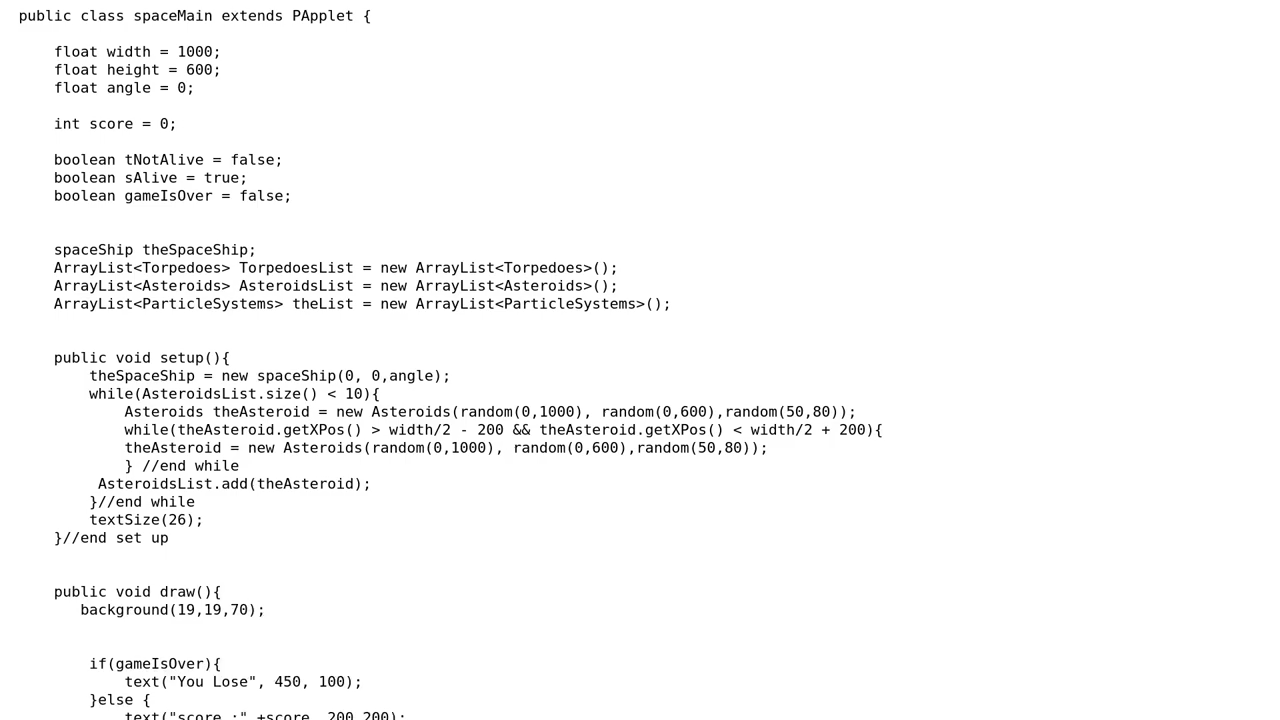 public class spaceMain extends PApplet {
float width = 1000;
float height = 600;
float angle = 0;
int score = 0;
boolean tNotAlive = false;
boolean sAlive = true;
boolean gameIsOver = false;
spaceShip theSpaceShip;
ArrayList<Torpedoes> TorpedoesList = new ArrayList<Torpedoes>();
ArrayList<Asteroids> AsteroidsList = new ArrayList<Asteroids>();
ArrayList<ParticleSystems> theList = new ArrayList<ParticleSystems>();
public void setup(){
theSpaceShip = new spaceShip(0, 0,angle);
while(AsteroidsList.size() < 10){
Asteroids theAsteroid = new Asteroids(random(0,1000), random(0,600),random(50,80));
while(theAsteroid.getXPos() > width/2 - 200 && theAsteroid.getXPos() < width/2 + 200){
theAsteroid = new Asteroids(random(0,1000), random(0,600),random(50,80));
} //end while
AsteroidsList.add(theAsteroid);
}//end while
textSize(26);
}//end set up
public void draw(){
background(19,19,70);
if(gameIsOver){
text("You Lose", 450, 100);
}else {
text("score :" +score, 200,200);